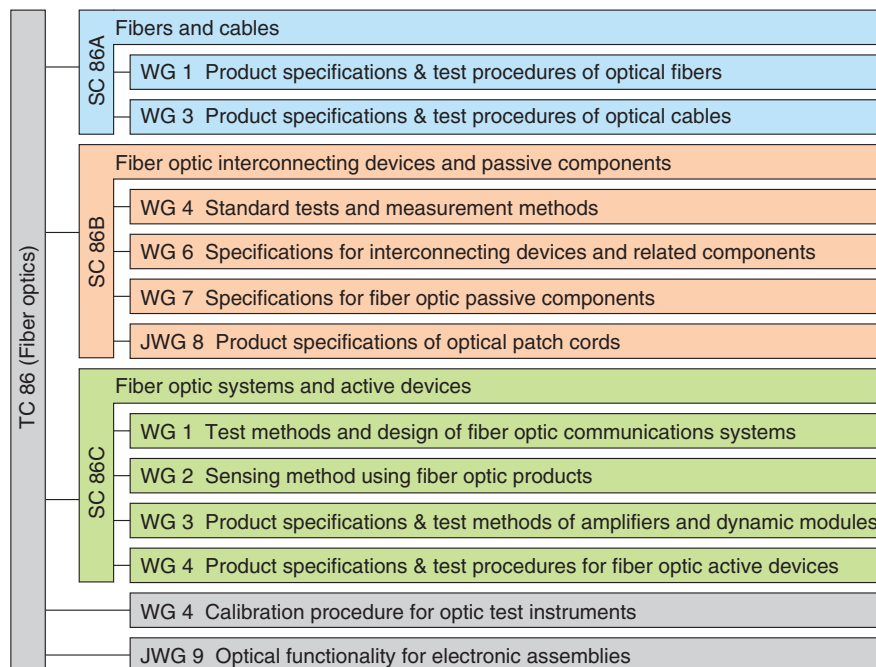 TC 86 (Fiber optics)
SC 86A
Fibers and cables
WG 1 Product specifications & test procedures of optical fibers
WG 3 Product specifications & test procedures of optical cables
SC 86B
Fiber optic interconnecting devices and passive components
WG 4 Standard tests and measurement methods
WG 6 Specifications for interconnecting devices and related components
WG 7 Specifications for fiber optic passive components
JWG 8 Product specifications of optical patch cords
SC 86C
Fiber optic systems and active devices
WG 1 Test methods and design of fiber optic communications systems
WG 2 Sensing method using fiber optic products
WG 3 Product specifications & test methods of amplifiers and dynamic modules
WG 4 Product specifications & test procedures for fiber optic active devices
WG 4 Calibration procedure for optic test instruments
JWG 9 Optical functionality for electronic assemblies